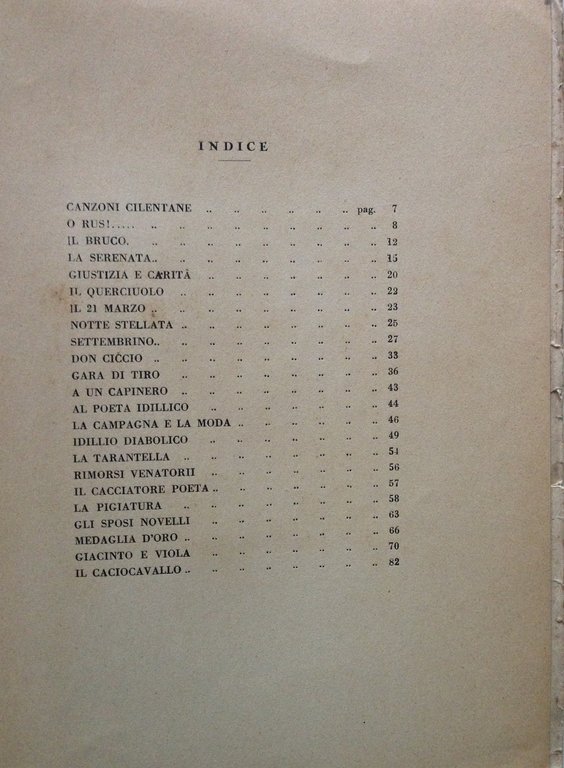 INDICE
CANZONI CILENTANE .. .. .. .. .. .. pag. 7
O RUS!..... .. .. .. .. .. .. .. .. 8
IL BRUCO. .. .. .. .. .. .. .. .. 12
LA SERENATA.. .. .. .. .. .. .. .. 15
GIUSTIZIA E CARITÀ .. .. .. .. .. .. .. 20
IL QUERCIUOLO .. .. .. .. .. .. .. .. 22
IL 21 MARZO .. .. .. .. .. .. .. .. 23
NOTTE STELLATA .. .. .. .. .. .. .. 25
SETTEMBRINO.. .. .. .. .. .. .. .. 27
DON CICCIO .. .. .. .. .. .. .. .. 33
GARA DI TIRO .. .. .. .. .. .. .. .. 36
A UN CAPINERO .. .. .. .. .. .. .. .. 43
AL POETA IDILLICO .. .. .. .. .. .. .. 44
LA CAMPAGNA E LA MODA .. .. .. .. .. .. 46
IDILLIO DIABOLICO .. .. .. .. .. .. .. 49
LA TARANTELLA .. .. .. .. .. .. .. .. 54
RIMORSI VENATORII .. .. .. .. .. .. .. 56
IL CACCIATORE POETA .. .. .. .. .. .. .. 57
LA PIGIATURA .. .. .. .. .. .. .. .. 58
GLI SPOSI NOVELLI .. .. .. .. .. .. .. 63
MEDAGLIA D'ORO .. .. .. .. .. .. .. .. 66
GIACINTO E VIOLA .. .. .. .. .. .. .. 70
IL CACIOCAVALLO .. .. .. .. .. .. .. .. 82